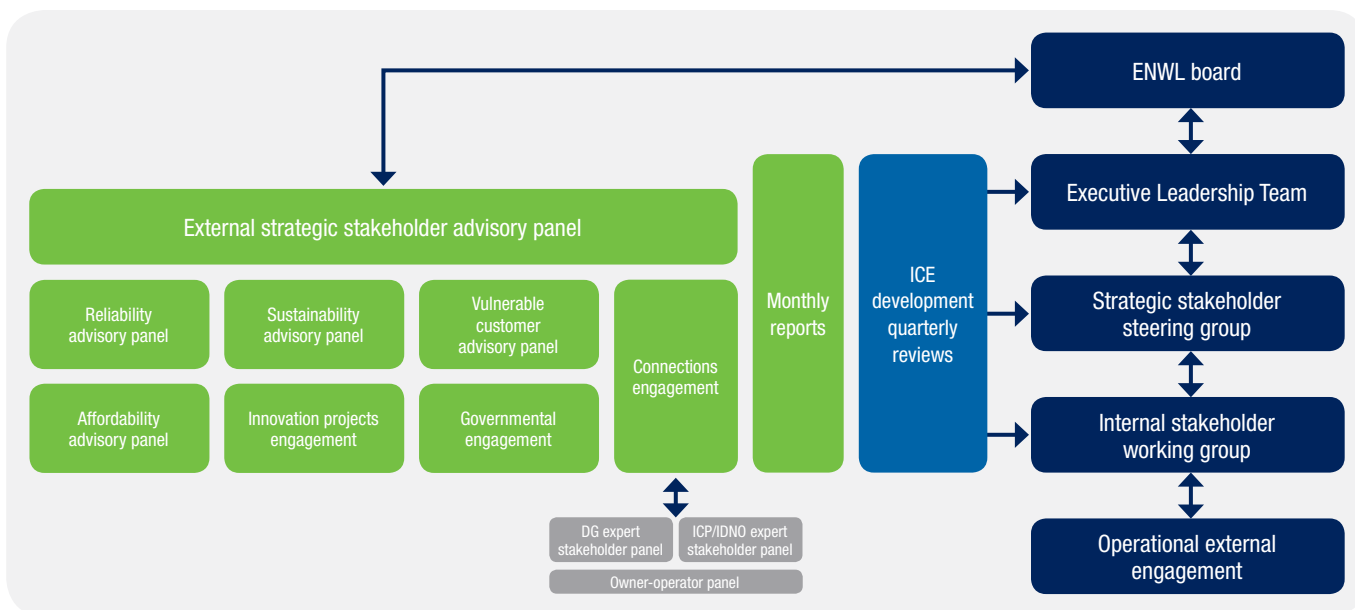 ENWL board
External strategic stakeholder advisory panel
Reliability
advisory panel
Sustainability
advisory panel
Vulnerable
customer
advisory panel
Affordability
advisory panel
Innovation projects
engagement
Governmental
engagement
Connections
engagement
DG expert
stakeholder panel
ICP/IDNO expert
stakeholder panel
Owner-operator panel
Monthly
reports
ICE
development
quarterly
reviews
Executive Leadership Team
Strategic stakeholder
steering group
Internal stakeholder
working group
Operational external
engagement